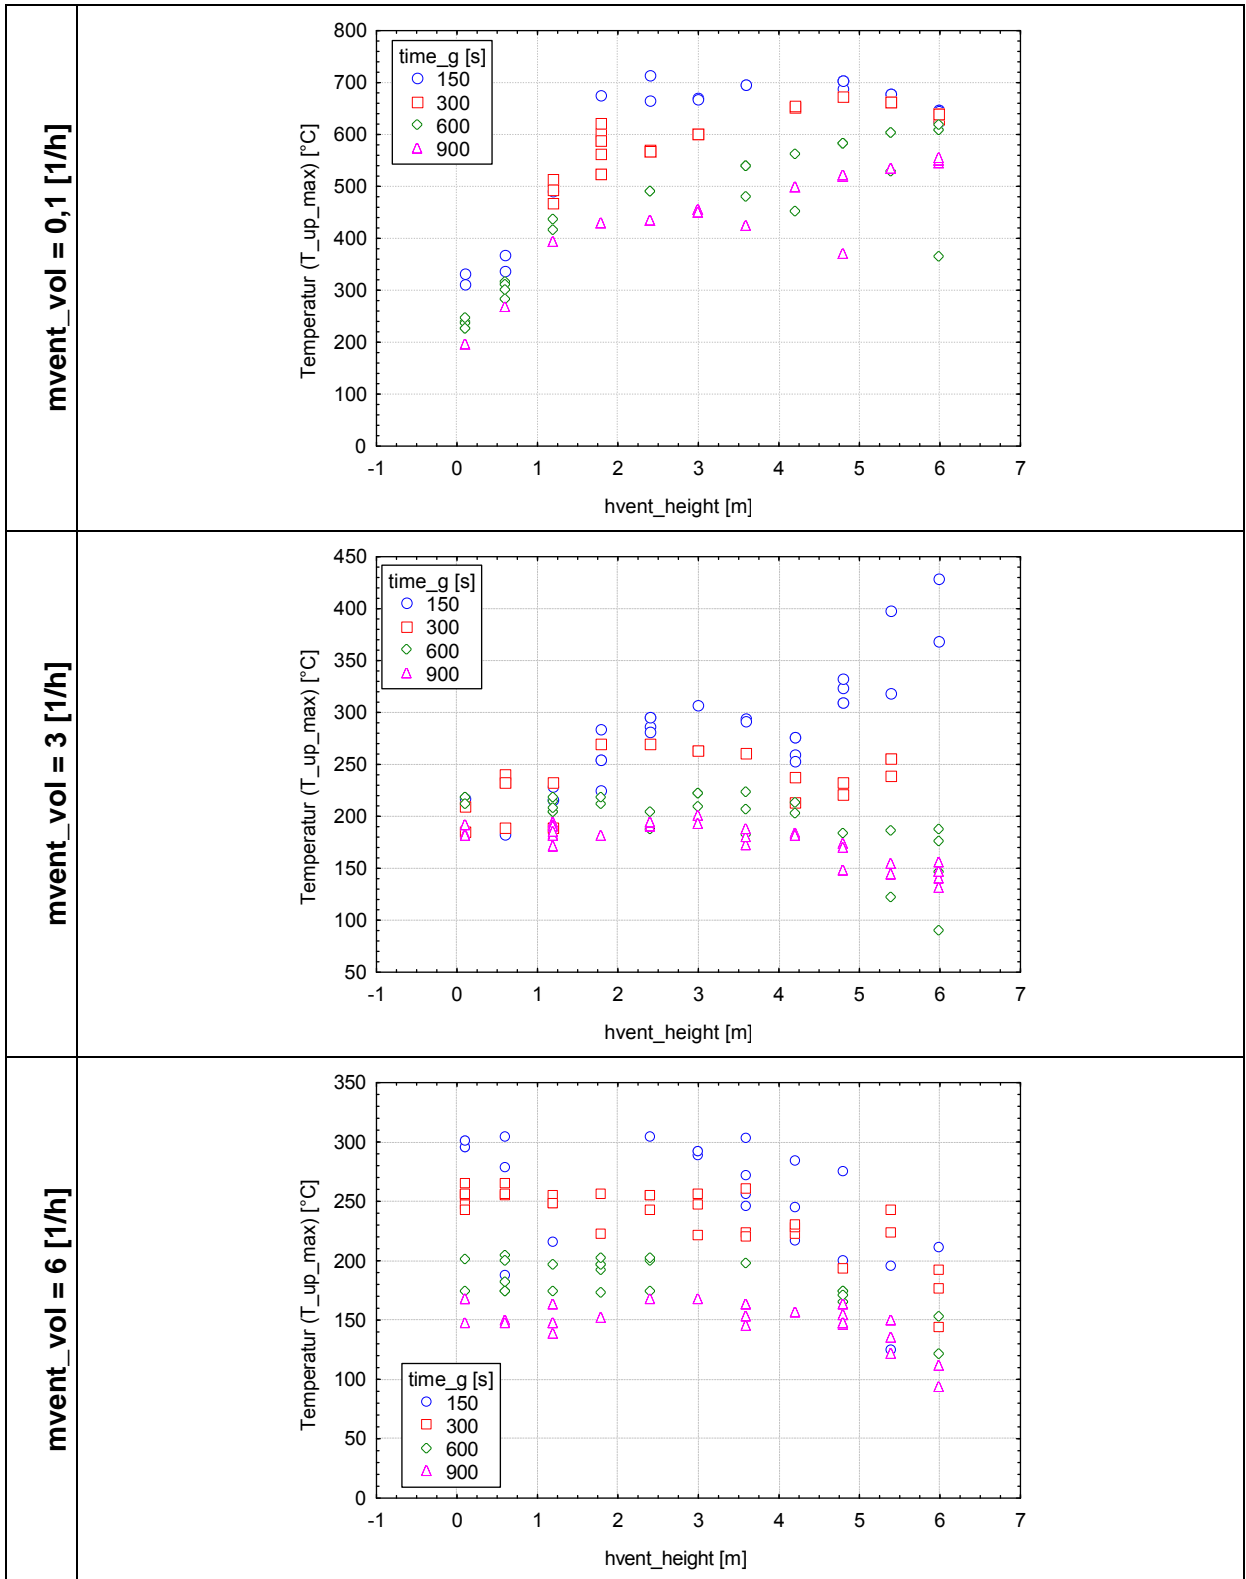 mvent_vol = 0,1 [1/h]
800
700
600
500
400
300
200
100
0
Temperatur (T_up_max) [°C]
time_g [s]
150
300
600
900
-1 0 1 2 3 4 5 6 7
hvent_height [m]
mvent_vol = 3 [1/h]
450
400
350
300
250
200
150
100
50
Temperatur (T_up_max) [°C]
time_g [s]
150
300
600
900
-1 0 1 2 3 4 5 6 7
hvent_height [m]
mvent_vol = 6 [1/h]
350
300
250
200
150
100
50
0
Temperatur (T_up_max) [°C]
time_g [s]
150
300
600
900
-1 0 1 2 3 4 5 6 7
hvent_height [m]